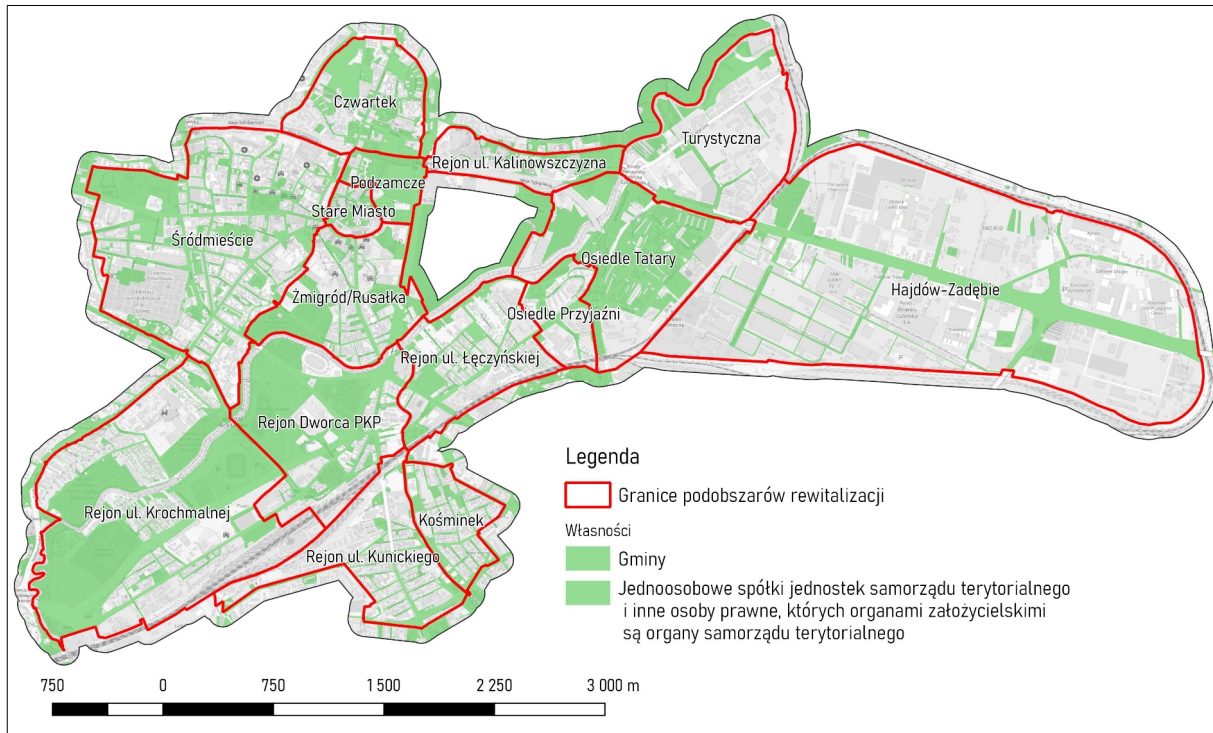 Czwartek
Turystyczna
Rejon ul. Kalinowszczyzna
Podzamcze
Stare Miasto
Śródmieście
Osiedle Tatary
Hajdów-Zadębie
Żmigród/Rusałka
Osiedle Przyjaźni
Rejon ul. Łęczyńskiej
Rejon Dworca PKP
Rejon ul. Krochmalnej
Kośminek
Rejon ul. Kunickiego
Legenda
Granice podobszarów rewitalizacji
Własności
Gminy
Jednoosobowe spółki jednostek samorządu terytorialnego
i inne osoby prawne, których organami założycielskimi
są organy samorządu terytorialnego
750 0 750 1 500 2 250 3 000 m